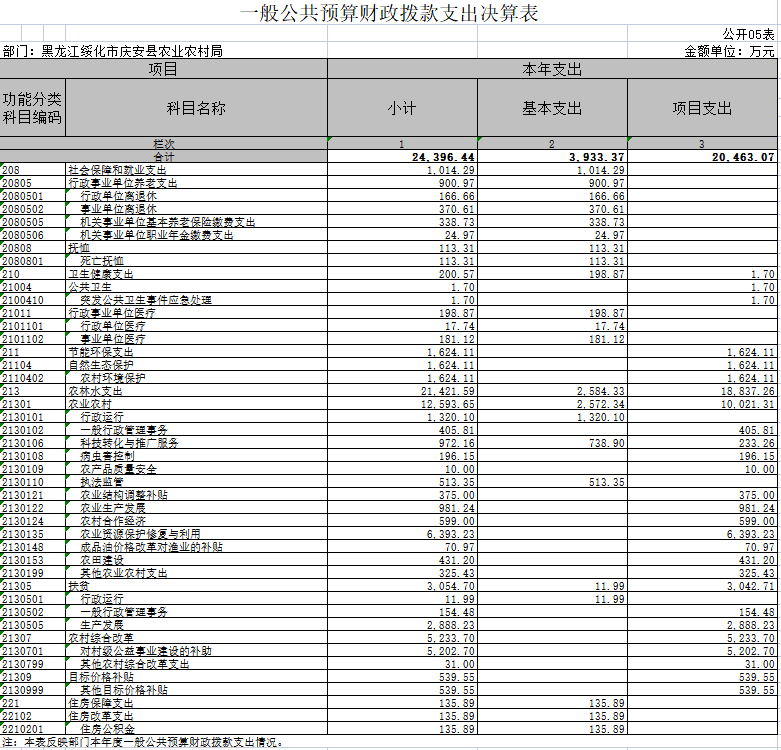 一般公共预算财政拨款支出决算表
公开05表
部门：黑龙江绥化市庆安县农业农村局 金额单位：万元
项目 本年支出
功能分类科目编码 科目名称 小计 基本支出 项目支出
栏次 1 2 3
合计 24,396.44 3,933.37 20,463.07
208 社会保障和就业支出 1,014.29 1,014.29
20805 行政事业单位养老支出 900.97 900.97
2080501 行政单位离退休 166.66 166.66
2080502 事业单位离退休 370.61 370.61
2080505 机关事业单位基本养老保险缴费支出 338.73 338.73
2080506 机关事业单位职业年金缴费支出 24.97 24.97
20808 抚恤 113.31 113.31
2080801 死亡抚恤 113.31 113.31
210 卫生健康支出 200.57 198.87 1.70
21004 公共卫生 1.70 1.70
2100410 突发公共卫生事件应急处理 1.70 1.70
21011 行政事业单位医疗 198.87 198.87
2101101 行政单位医疗 17.74 17.74
2101102 事业单位医疗 181.12 181.12
211 节能环保支出 1,624.11 1,624.11
21104 自然生态保护 1,624.11 1,624.11
2110402 农村环境保护 1,624.11 1,624.11
213 农林水支出 21,421.59 2,584.33 18,837.26
21301 农业农村 12,593.65 2,572.34 10,021.31
2130101 行政运行 1,320.10 1,320.10
2130102 一般行政管理事务 405.81 405.81
2130106 科技转化与推广服务 972.16 738.90 233.26
2130108 病虫害控制 196.15 196.15
2130109 农产品质量安全 10.00 10.00
2130110 执法监管 513.35 513.35
2130121 农业结构调整补贴 375.00 375.00
2130122 农业生产发展 981.24 981.24
2130124 农村合作经济 599.00 599.00
2130135 农业资源保护修复与利用 6,393.23 6,393.23
2130148 成品油价格改革对渔业的补贴 70.97 70.97
2130153 农田建设 431.20 431.20
2130199 其他农业农村支出 325.43 325.43
21305 扶贫 3,054.70 11.99 3,042.71
2130501 行政运行 11.99 11.99
2130502 一般行政管理事务 154.48 154.48
2130505 生产发展 2,888.23 2,888.23
21307 农村综合改革 5,233.70 5,233.70
2130701 对村级公益事业建设的补助 5,202.70 5,202.70
2130799 其他农村综合改革支出 31.00 31.00
21309 目标价格补贴 539.55 539.55
2130999 其他目标价格补贴 539.55 539.55
221 住房保障支出 135.89 135.89
22102 住房改革支出 135.89 135.89
2210201 住房公积金 135.89 135.89
注：本表反映部门本年度一般公共预算财政拨款支出情况。